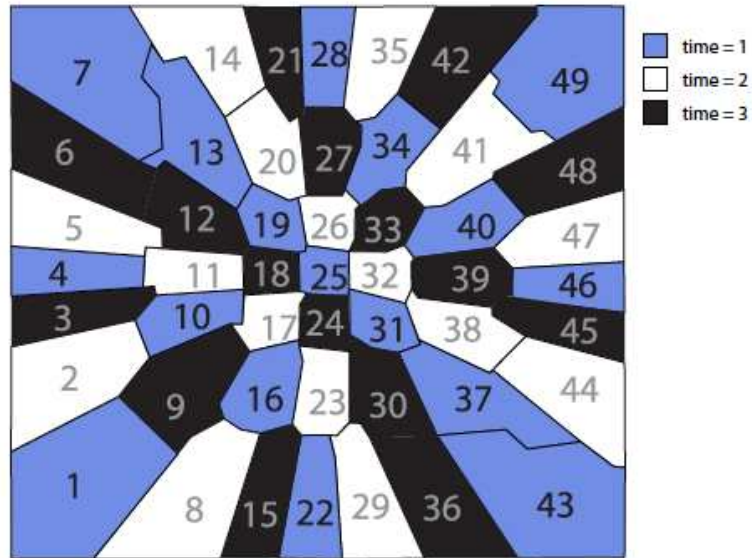 7 14 21 28 35 42 49
time = 1
time = 2
time = 3
6 13 20 27 34 41 48
5 12 19 26 33 40 47
4 11 18 25 32 39 46
3 10 17 24 31 38 45
2 9 16 23 30 37 44
1 8 15 22 29 36 43